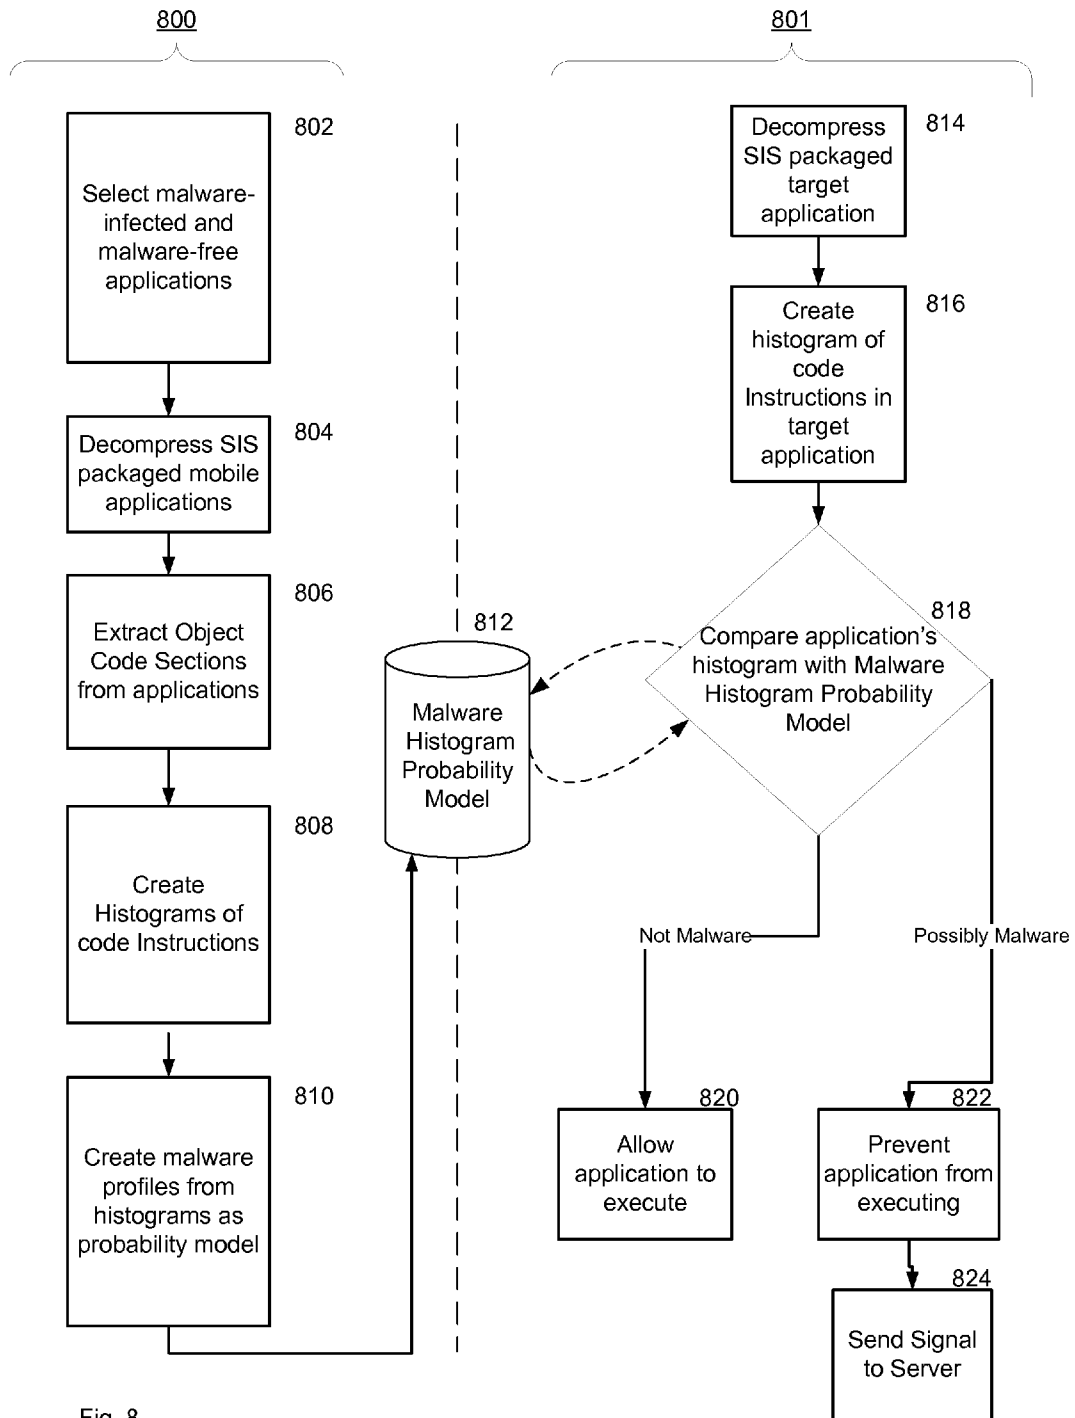 800
802
Select malware-
infected and
malware-free
applications
804
Decompress SIS
packaged mobile
applications
806
Extract Object
Code Sections
from applications
808
Create
Histograms of
code Instructions
810
Create malware
profiles from
histograms as
probability model
812
Malware
Histogram
Probability
Model
801
814
Decompress
SIS packaged
target
application
816
Create
histogram of
code
Instructions in
target
application
818
Compare application's
histogram with Malware
Histogram Probability
Model
Not Malware
Possibly Malware
820
Allow
application to
execute
822
Prevent
application from
executing
824
Send Signal
to Server
Fig. 8